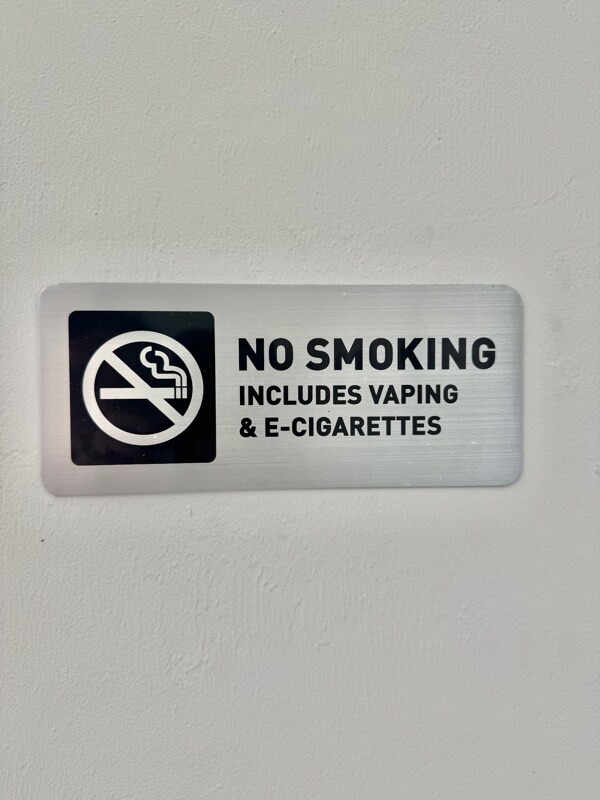 NO SMOKING
INCLUDES VAPING
& E-CIGARETTES